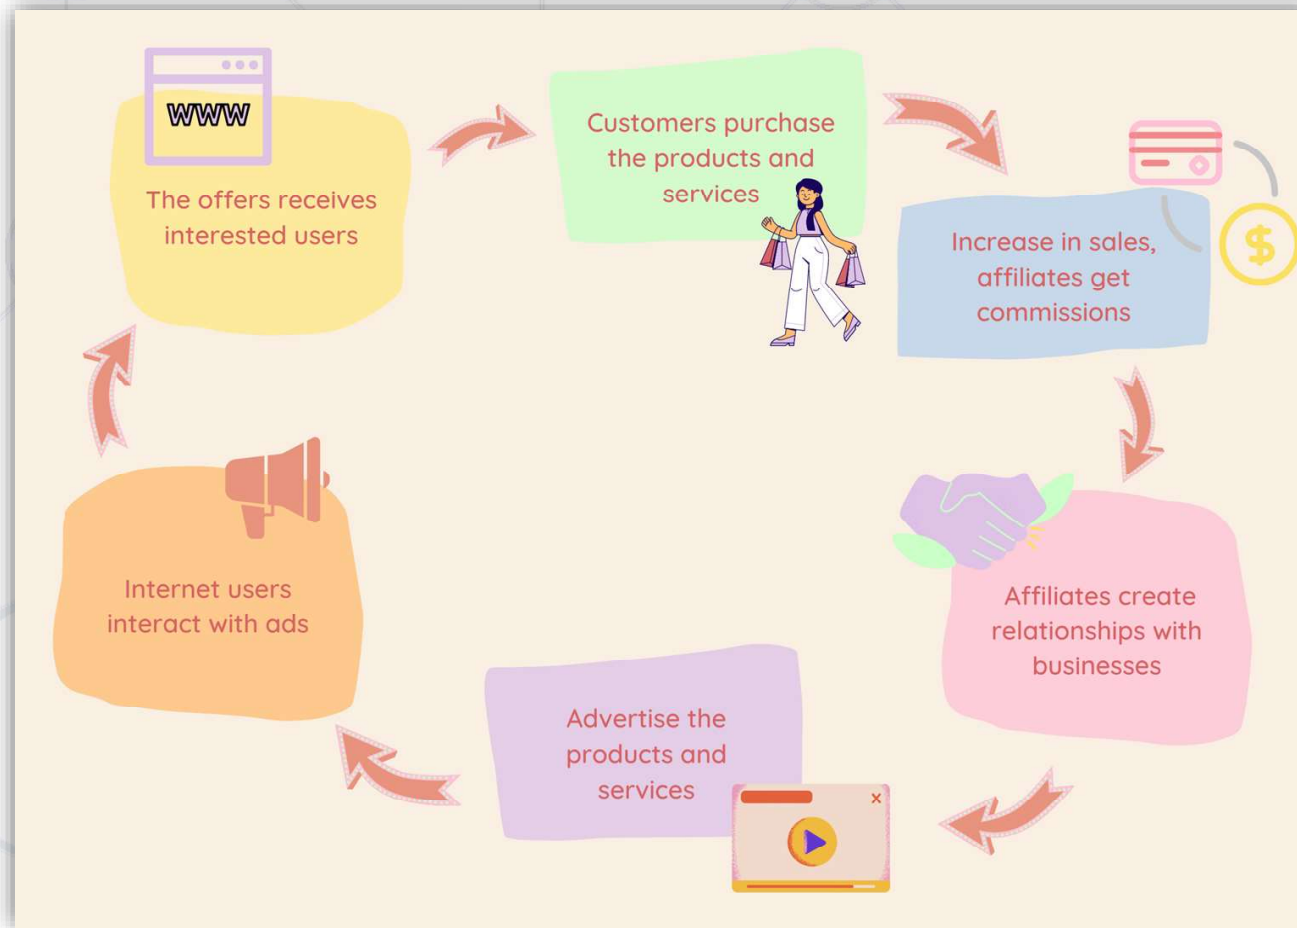 WWW
The offers receives
interested users
Customers purchase
the products and
services
Increase in sales,
affiliates get
commissions
Affiliates create
relationships with
businesses
Advertise the
products and
services
Internet users
interact with ads